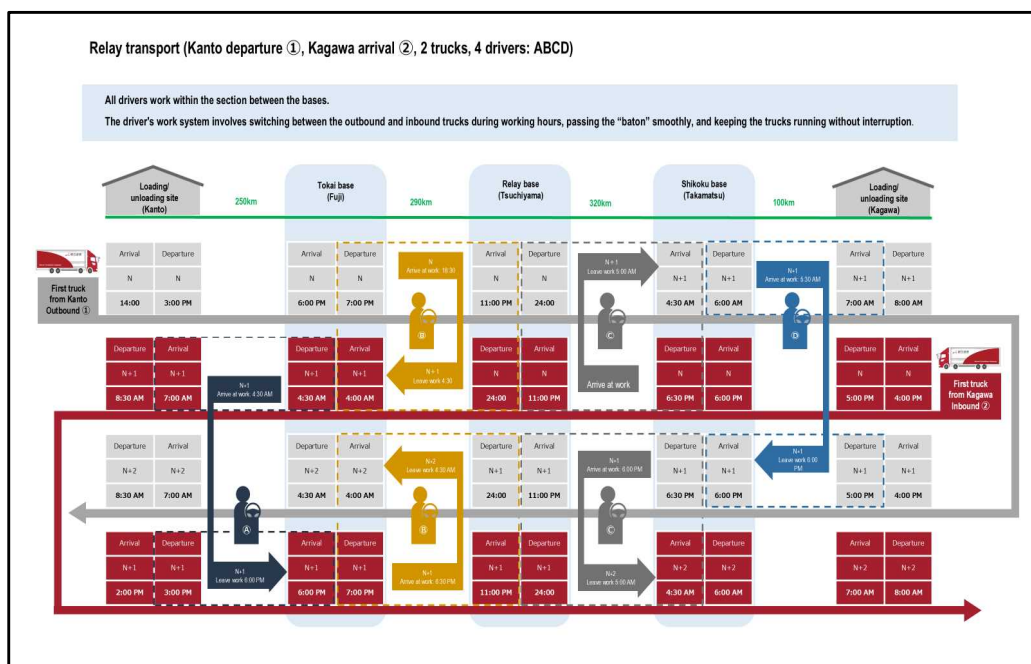 Relay transport (Kanto departure ①, Kagawa arrival ②, 2 trucks, 4 drivers: ABCD)
All drivers work within the section between the bases.
The driver's work system involves switching between the outbound and inbound trucks during working hours, passing the “baton” smoothly, and keeping the trucks running without interruption.
Loading/
unloading site
(Kanto)
250km
Tokai base
(Fuji)
290km
Relay base
(Tsuchiyama)
320km
Shikoku base
(Takamatsu)
100km
Loading/
unloading site
(Kagawa)
First truck
from Kanto
Outbound ①
Arrival Departure Arrival Departure Arrival Departure Arrival Departure Arrival Departure
N N N N N N N+1 N+1 N+1 N+1
14:00 3:00 PM 6:00 PM 7:00 PM 11:00 PM 24:00 4:30 AM 6:00 AM 7:00 AM 8:00 AM
N
Arrive at work: 18:30
Ⓑ
N + 1
Leave work 4:30
N + 1
Leave work 5:00 AM
Ⓒ
Arrive at work
N+1
Arrive at work: 5:30 AM
Ⓓ
N+1
Leave work 6:00
PM
Departure Arrival Departure Arrival Departure Arrival Departure Arrival Departure Arrival
N+1 N+1 N+1 N+1 N N N N N N
8:30 AM 7:00 AM 4:30 AM 4:00 AM 24:00 11:00 PM 6:30 PM 6:00 PM 5:00 PM 4:00 PM
First truck
from Kagawa
Inbound ②
N+1
Arrive at work: 4:30 AM
Ⓐ
N+1
Leave work 6:00 PM
Departure Arrival Departure Arrival Departure Arrival Departure Arrival Departure Arrival
N+2 N+2 N+2 N+2 N+1 N+1 N+1 N+1 N+1 N+1
8:30 AM 7:00 AM 4:30 AM 4:00 AM 24:00 11:00 PM 6:30 PM 6:00 PM 5:00 PM 4:00 PM
N+2
Leave work 4:30 AM
Ⓑ
N+1
Arrive at work: 6:30 PM
N+1
Arrive at work: 6:00 PM
Ⓒ
N+2
Leave work 5:00 AM
Arrival Departure Arrival Departure Arrival Departure Arrival Departure Arrival Departure
N+1 N+1 N+1 N+1 N+1 N+1 N+2 N+2 N+2 N+2
2:00 PM 3:00 PM 6:00 PM 7:00 PM 11:00 PM 24:00 4:30 AM 6:00 AM 7:00 AM 8:00 AM